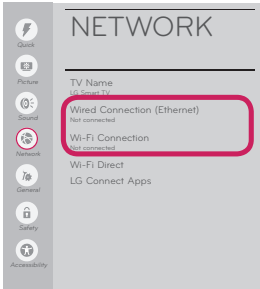 NETWORK
Quick
Picture
Sound
Network
General
Safety
Accessibility
TV Name
LG Smart TV
Wired Connection (Ethernet)
Not connected
Wi-Fi Connection
Not connected
Wi-Fi Direct
LG Connect Apps